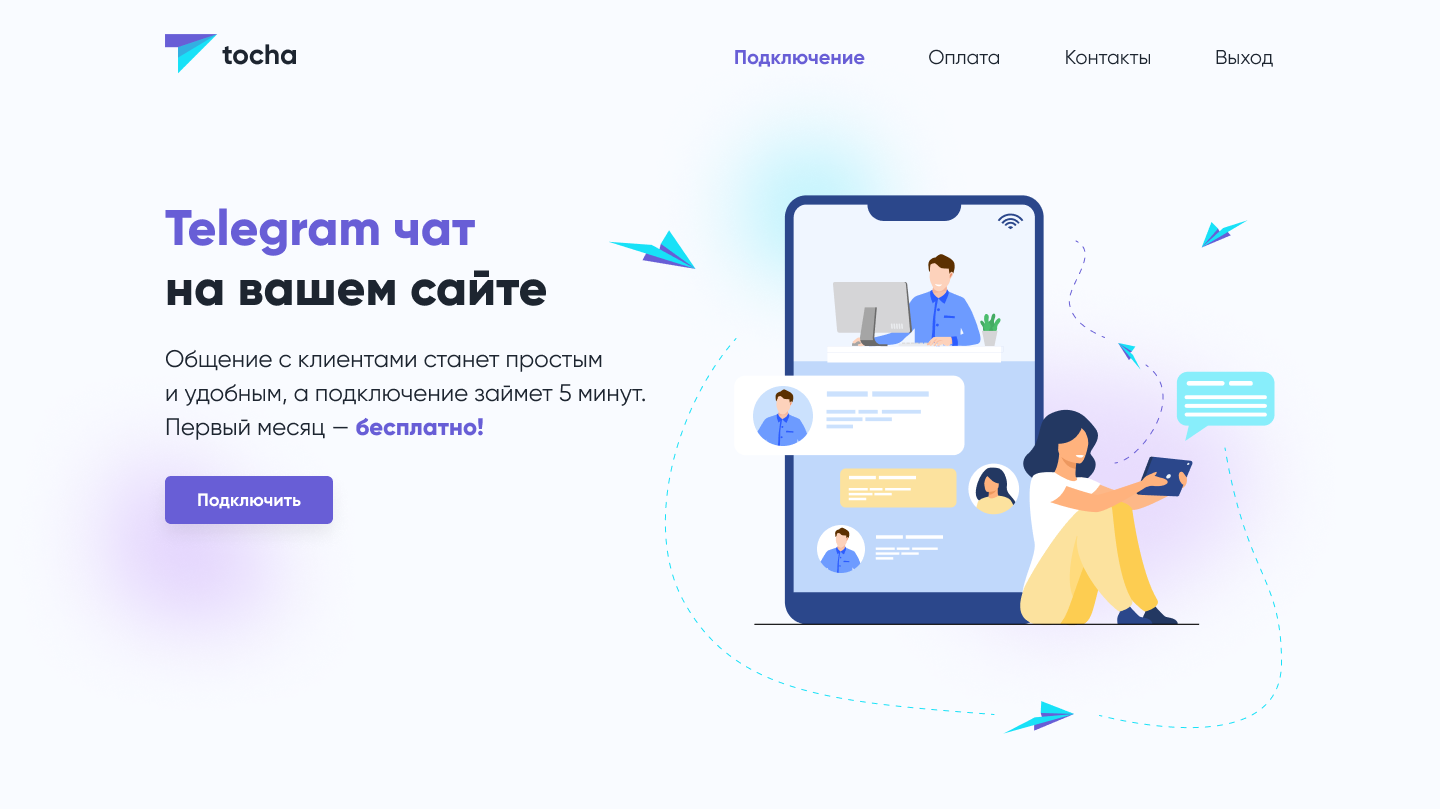 tocha
Подключение
Оплата
Контакты
Выход
Telegram чат
на вашем сайте
Общение с клиентами станет простым
и удобным, а подключение займет 5 минут.
Первый месяц — бесплатно!
Подключить